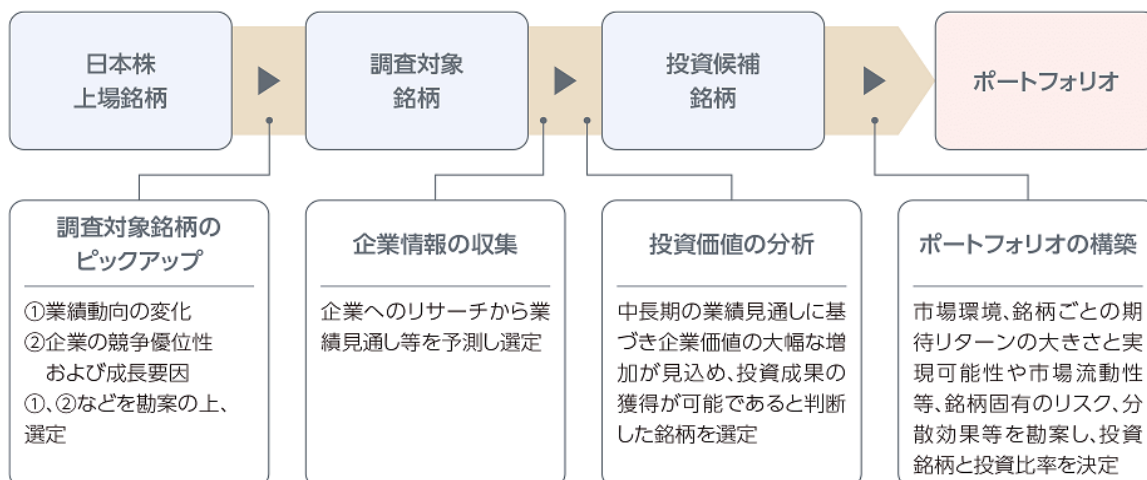 日本株
上場銘柄
調査対象
銘柄
投資候補
銘柄
ポートフォリオ
調査対象銘柄の
ピックアップ
①業績動向の変化
②企業の競争優位性
および成長要因
①、②などを勘案の上、
選定
企業情報の収集
企業へのリサーチから業
績見通し等を予測し選定
投資価値の分析
中長期の業績見通しに基
づき企業価値の大幅な増
加が見込め、投資成果の
獲得が可能であると判断
した銘柄を選定
ポートフォリオの構築
市場環境、銘柄ごとの期
待リターンの大きさと実
現可能性や市場流動性
等、銘柄固有のリスク、分
散効果等を勘案し、投資
銘柄と投資比率を決定